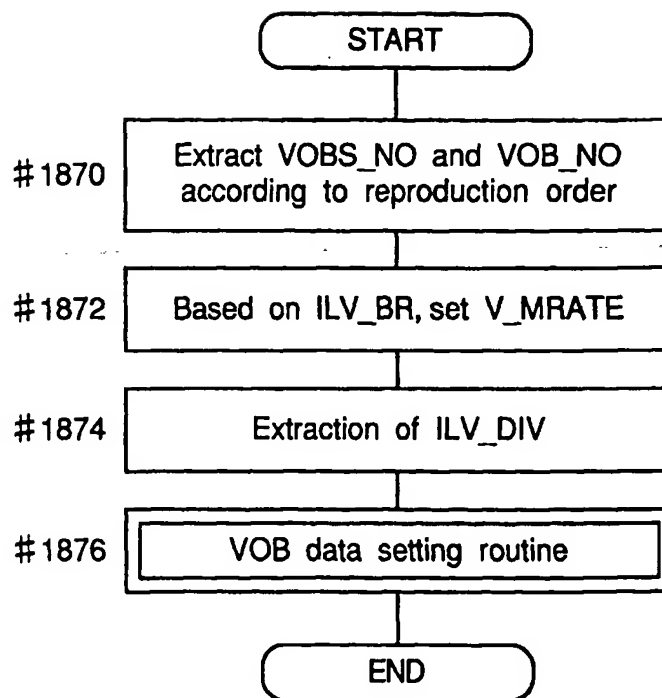 START
#1870
Extract VOBS_NO and VOB_NO
according to reproduction order
#1872
Based on ILV_BR, set V_MRATE
#1874
Extraction of ILV_DIV
#1876
VOB data setting routine
END